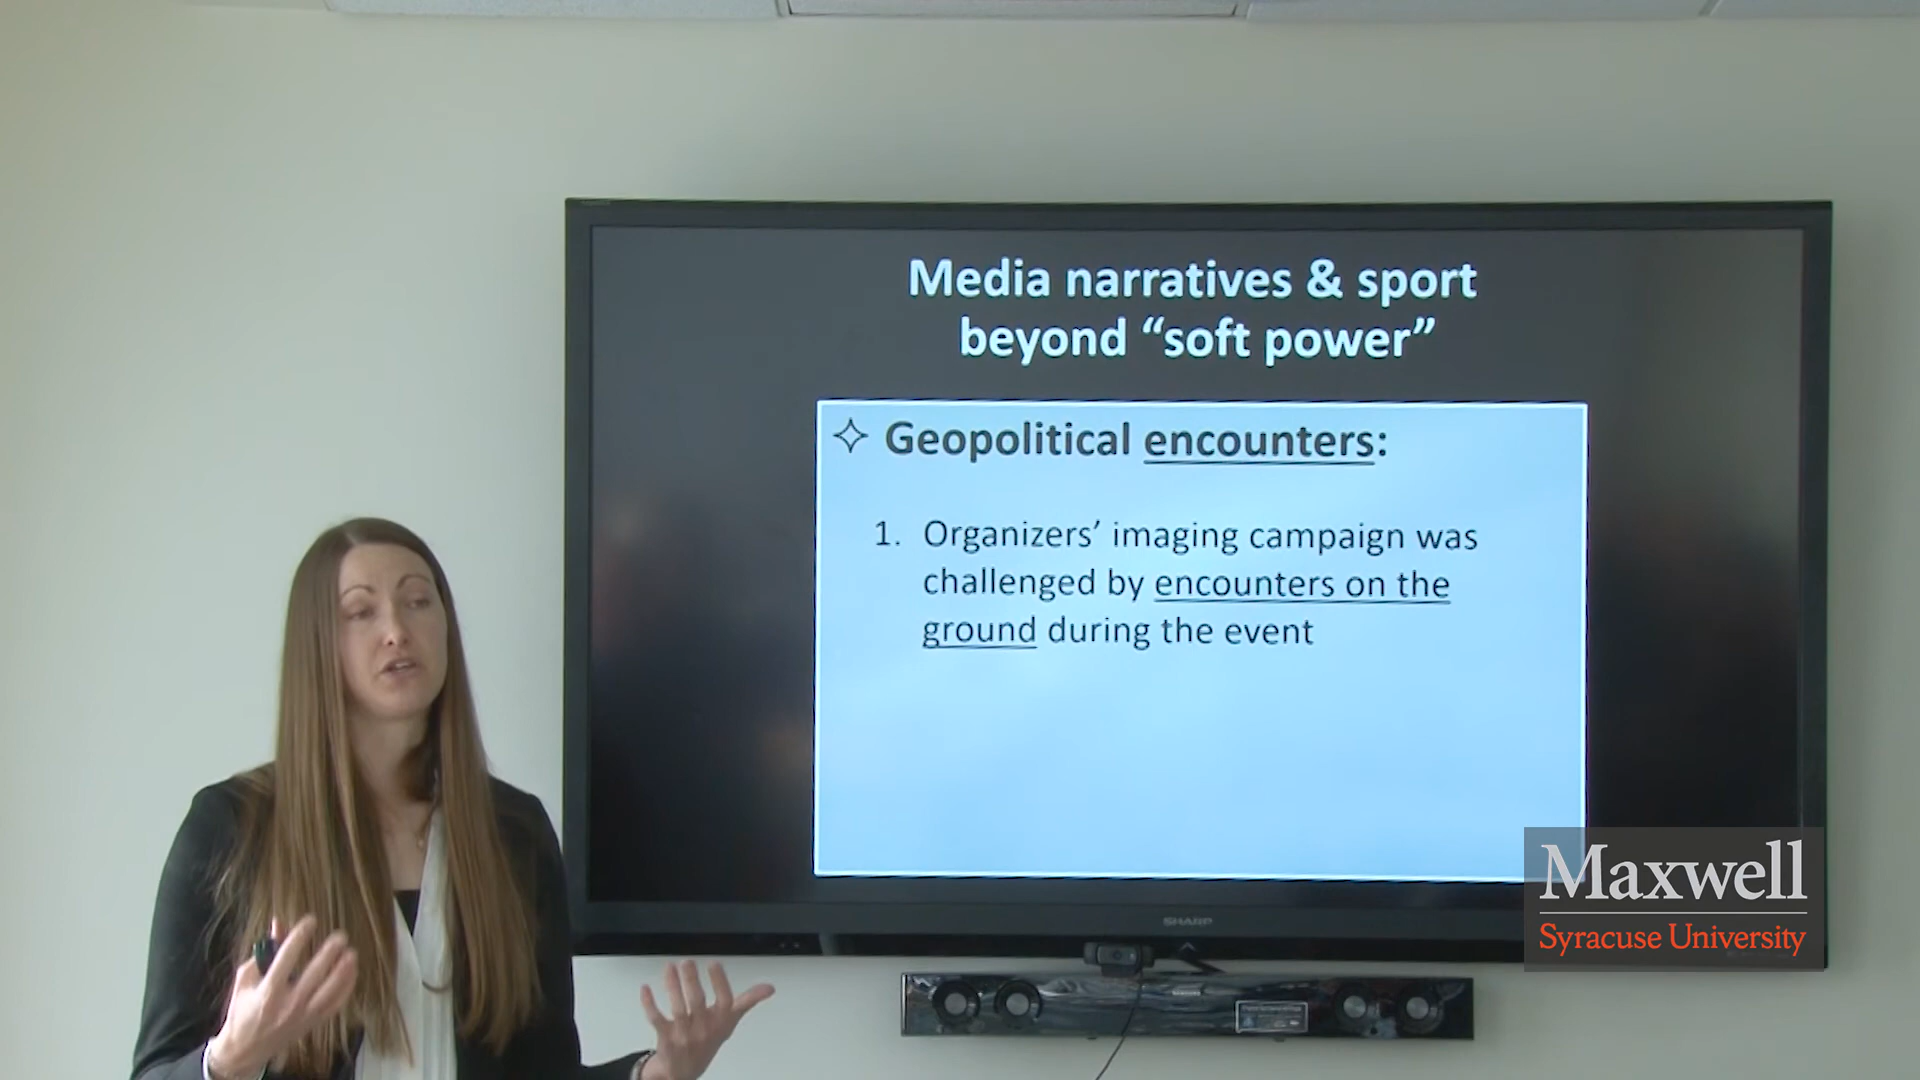 Media narratives & sport
beyond “soft power”
Geopolitical encounters:
1. Organizers’ imaging campaign was
challenged by encounters on the
ground during the event
SHARP
Maxwell
Syracuse University